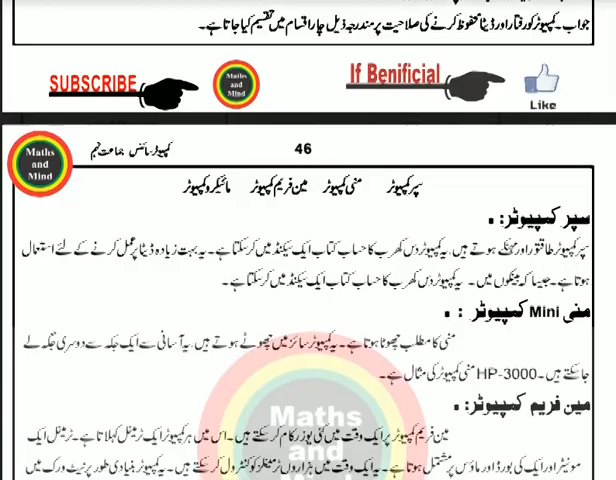 جواب۔ کمپیوٹر کو رفتار اور ڈیٹا محفوظ کرنے کی صلاحیت پر مندرجہ ذیل چار اقسام میں تقسیم کیا جاتا ہے۔
SUBSCRIBE
Maths
and
Mind
If Benificial
Like
Maths
and
Mind
46
کمپیوٹر سائنس جماعت نہم
سپر کمپیوٹر منی کمپیوٹر مین فریم کمپیوٹر مائیکرو کمپیوٹر
سپر کمپیوٹر:
سپر کمپیوٹر طاقتور اور مہنگے ہوتے ہیں، یہ کمپیوٹر دس کھرب کا حساب کتاب ایک سیکنڈ میں کر سکتا ہے۔ یہ بہت زیادہ ڈیٹا پر عمل کرنے کے لئے استعمال
ہوتا ہے۔ جیسا کہ بینکوں میں۔ یہ کمپیوٹر دس کھرب کا حساب کتاب ایک سیکنڈ میں کر سکتا ہے۔
منی Mini کمپیوٹر :
منی کا مطلب چھوٹا ہوتا ہے۔ یہ کمپیوٹر سائز میں چھوٹے ہوتے ہیں، یہ آسانی سے ایک جگہ سے دوسری جگہ لے
جا سکتے ہیں۔ HP-3000 منی کمپیوٹر کی مثال ہے۔
مین فریم کمپیوٹر:
مین فریم کمپیوٹر پر ایک وقت میں کئی یوزر کام کر سکتے ہیں۔ اس میں ہر کمپیوٹر ایک ٹرمینل کہلاتا ہے۔ ٹرمینل ایک
مونیٹر اور ایک کی بورڈ اور ماؤس پر مشتمل ہوتا ہے۔ یہ ایک وقت میں ہزاروں ٹرمینلز کو کنٹرول کر سکتے ہیں۔ یہ کمپیوٹر بنیادی طور پر نیٹ ورک میں
Maths
and
Mind